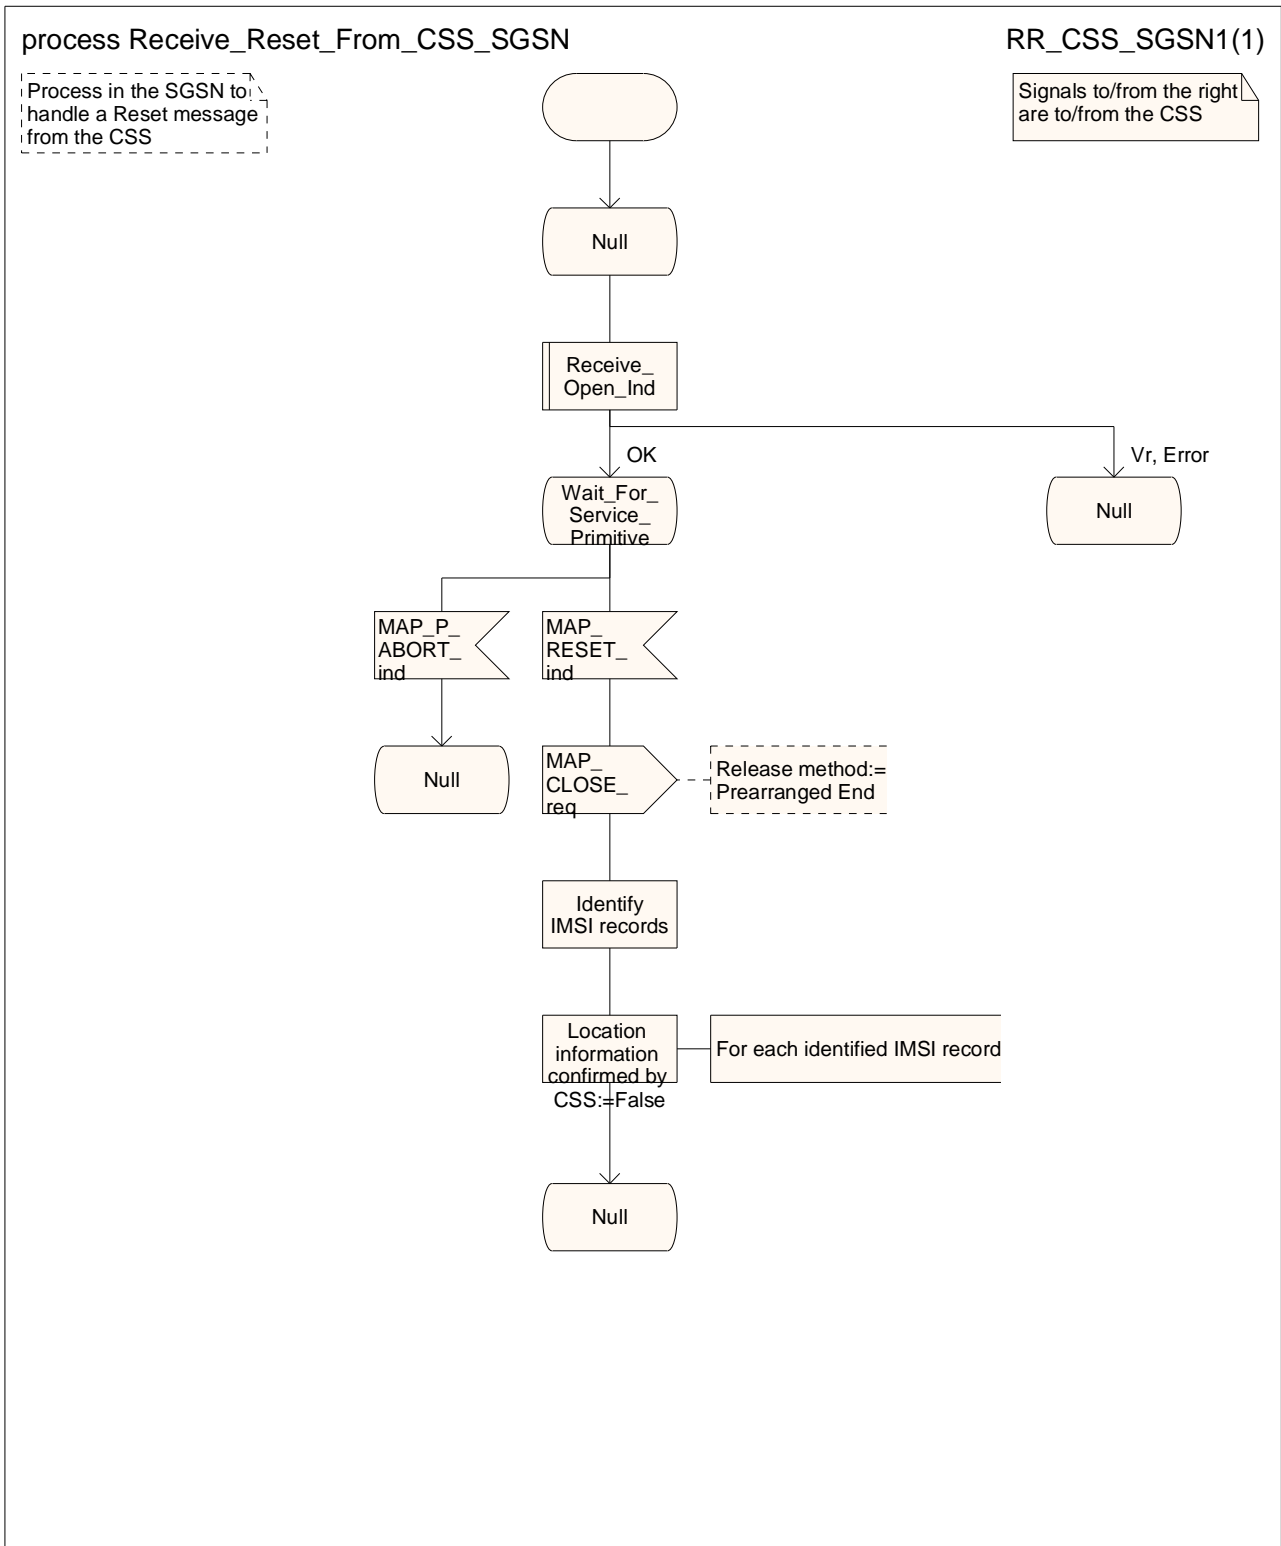 process Receive_Reset_From_CSS_SGSN
RR_CSS_SGSN1(1)
Process in the SGSN to
handle a Reset message
from the CSS
Signals to/from the right
are to/from the CSS
Null
Receive_
Open_Ind
OK
Vr, Error
Wait_For_
Service_
Primitive
Null
MAP_P_
ABORT_
ind
MAP_
RESET_
ind
Null
MAP_
CLOSE_
req
Release method:=
Prearranged End
Identify
IMSI records
Location
information
confirmed by
CSS:=False
For each identified IMSI record
Null